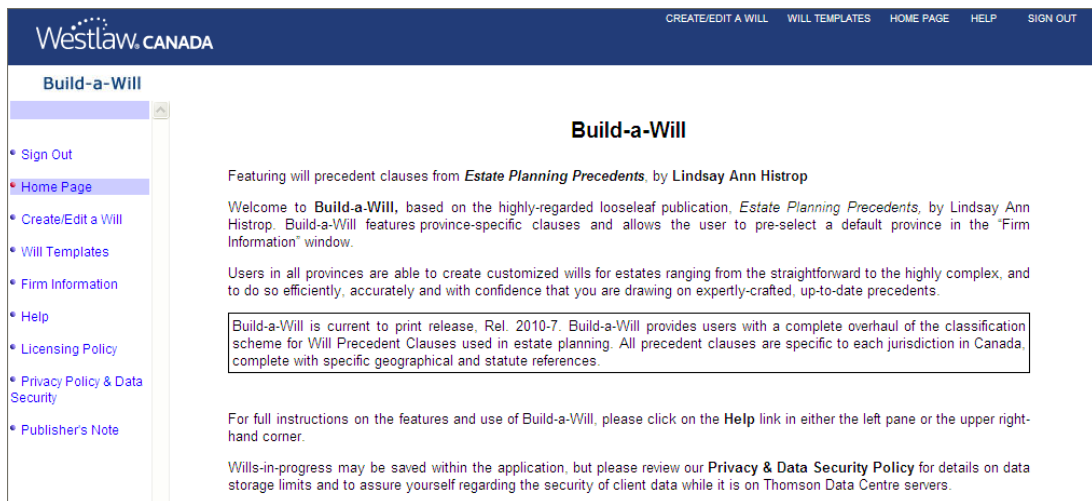 Westlaw. CANADA
CREATE/EDIT A WILL WILL TEMPLATES HOME PAGE HELP SIGN OUT
Build-a-Will
Sign Out
Home Page
Create/Edit a Will
Will Templates
Firm Information
Help
Licensing Policy
Privacy Policy & Data
Security
Publisher's Note
Build-a-Will
Featuring will precedent clauses from Estate Planning Precedents, by Lindsay Ann Histrop
Welcome to Build-a-Will, based on the highly-regarded looseleaf publication, Estate Planning Precedents, by Lindsay Ann
Histrop. Build-a-Will features province-specific clauses and allows the user to pre-select a default province in the "Firm
Information" window.
Users in all provinces are able to create customized wills for estates ranging from the straightforward to the highly complex, and
to do so efficiently, accurately and with confidence that you are drawing on expertly-crafted, up-to-date precedents.
Build-a-Will is current to print release, Rel. 2010-7. Build-a-Will provides users with a complete overhaul of the classification
scheme for Will Precedent Clauses used in estate planning. All precedent clauses are specific to each jurisdiction in Canada,
complete with specific geographical and statute references.
For full instructions on the features and use of Build-a-Will, please click on the Help link in either the left pane or the upper right-
hand corner.
Wills-in-progress may be saved within the application, but please review our Privacy & Data Security Policy for details on data
storage limits and to assure yourself regarding the security of client data while it is on Thomson Data Centre servers.